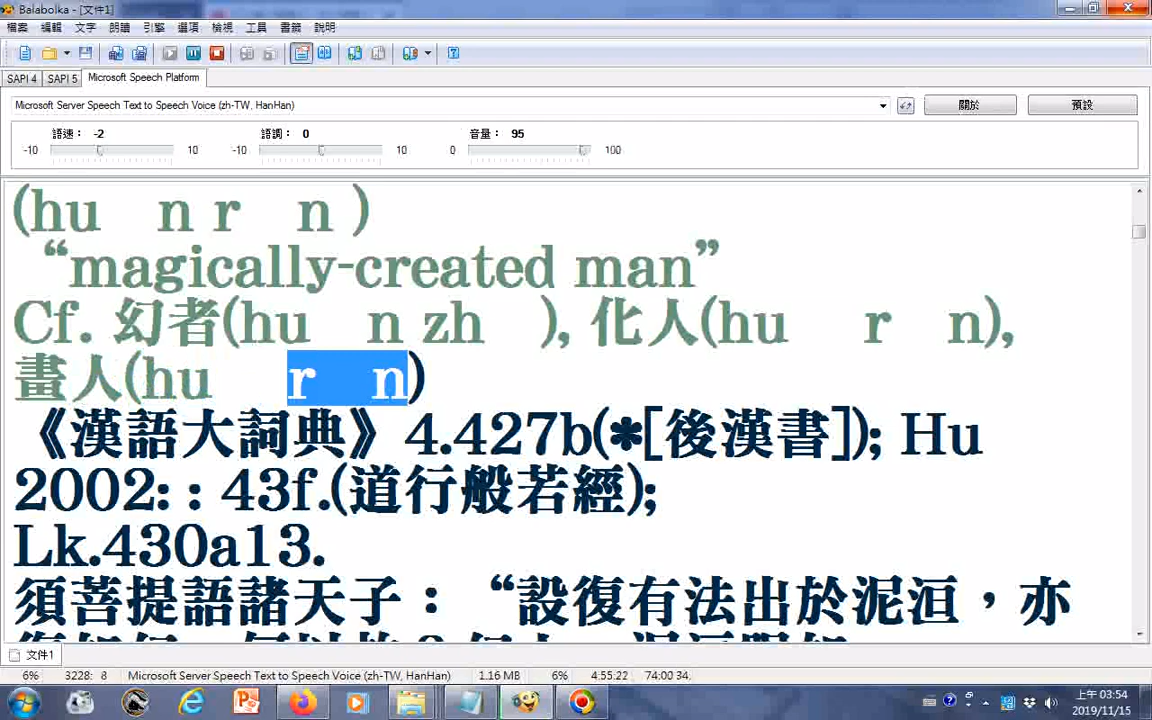 Balabolka - [文件1]
檔案 編輯 文字 朗讀 引擎 選項 檢視 工具 書籤 說明
SAPI 4 SAPI 5 Microsoft Speech Platform
Microsoft Server Speech Text to Speech Voice (zh-TW, HanHan) 關於 預設
語速： -2 語調： 0 音量： 95
-10 10 -10 10 0 100
(hu n r n )
“magically-created man”
Cf. 幻者(hu n zh ), 化人(hu r n),
畫人(hu r n)
《漢語大詞典》4.427b(*[後漢書]); Hu
2002: : 43f.(道行般若經);
Lk.430a13.
須菩提語諸天子：“設復有法出於泥洹，亦
文件1
6% 3228: 8 Microsoft Server Speech Text to Speech Voice (zh-TW, HanHan) 1.16 MB 6% 4:55:22 74:00 34.
上午 03:54
2019/11/15